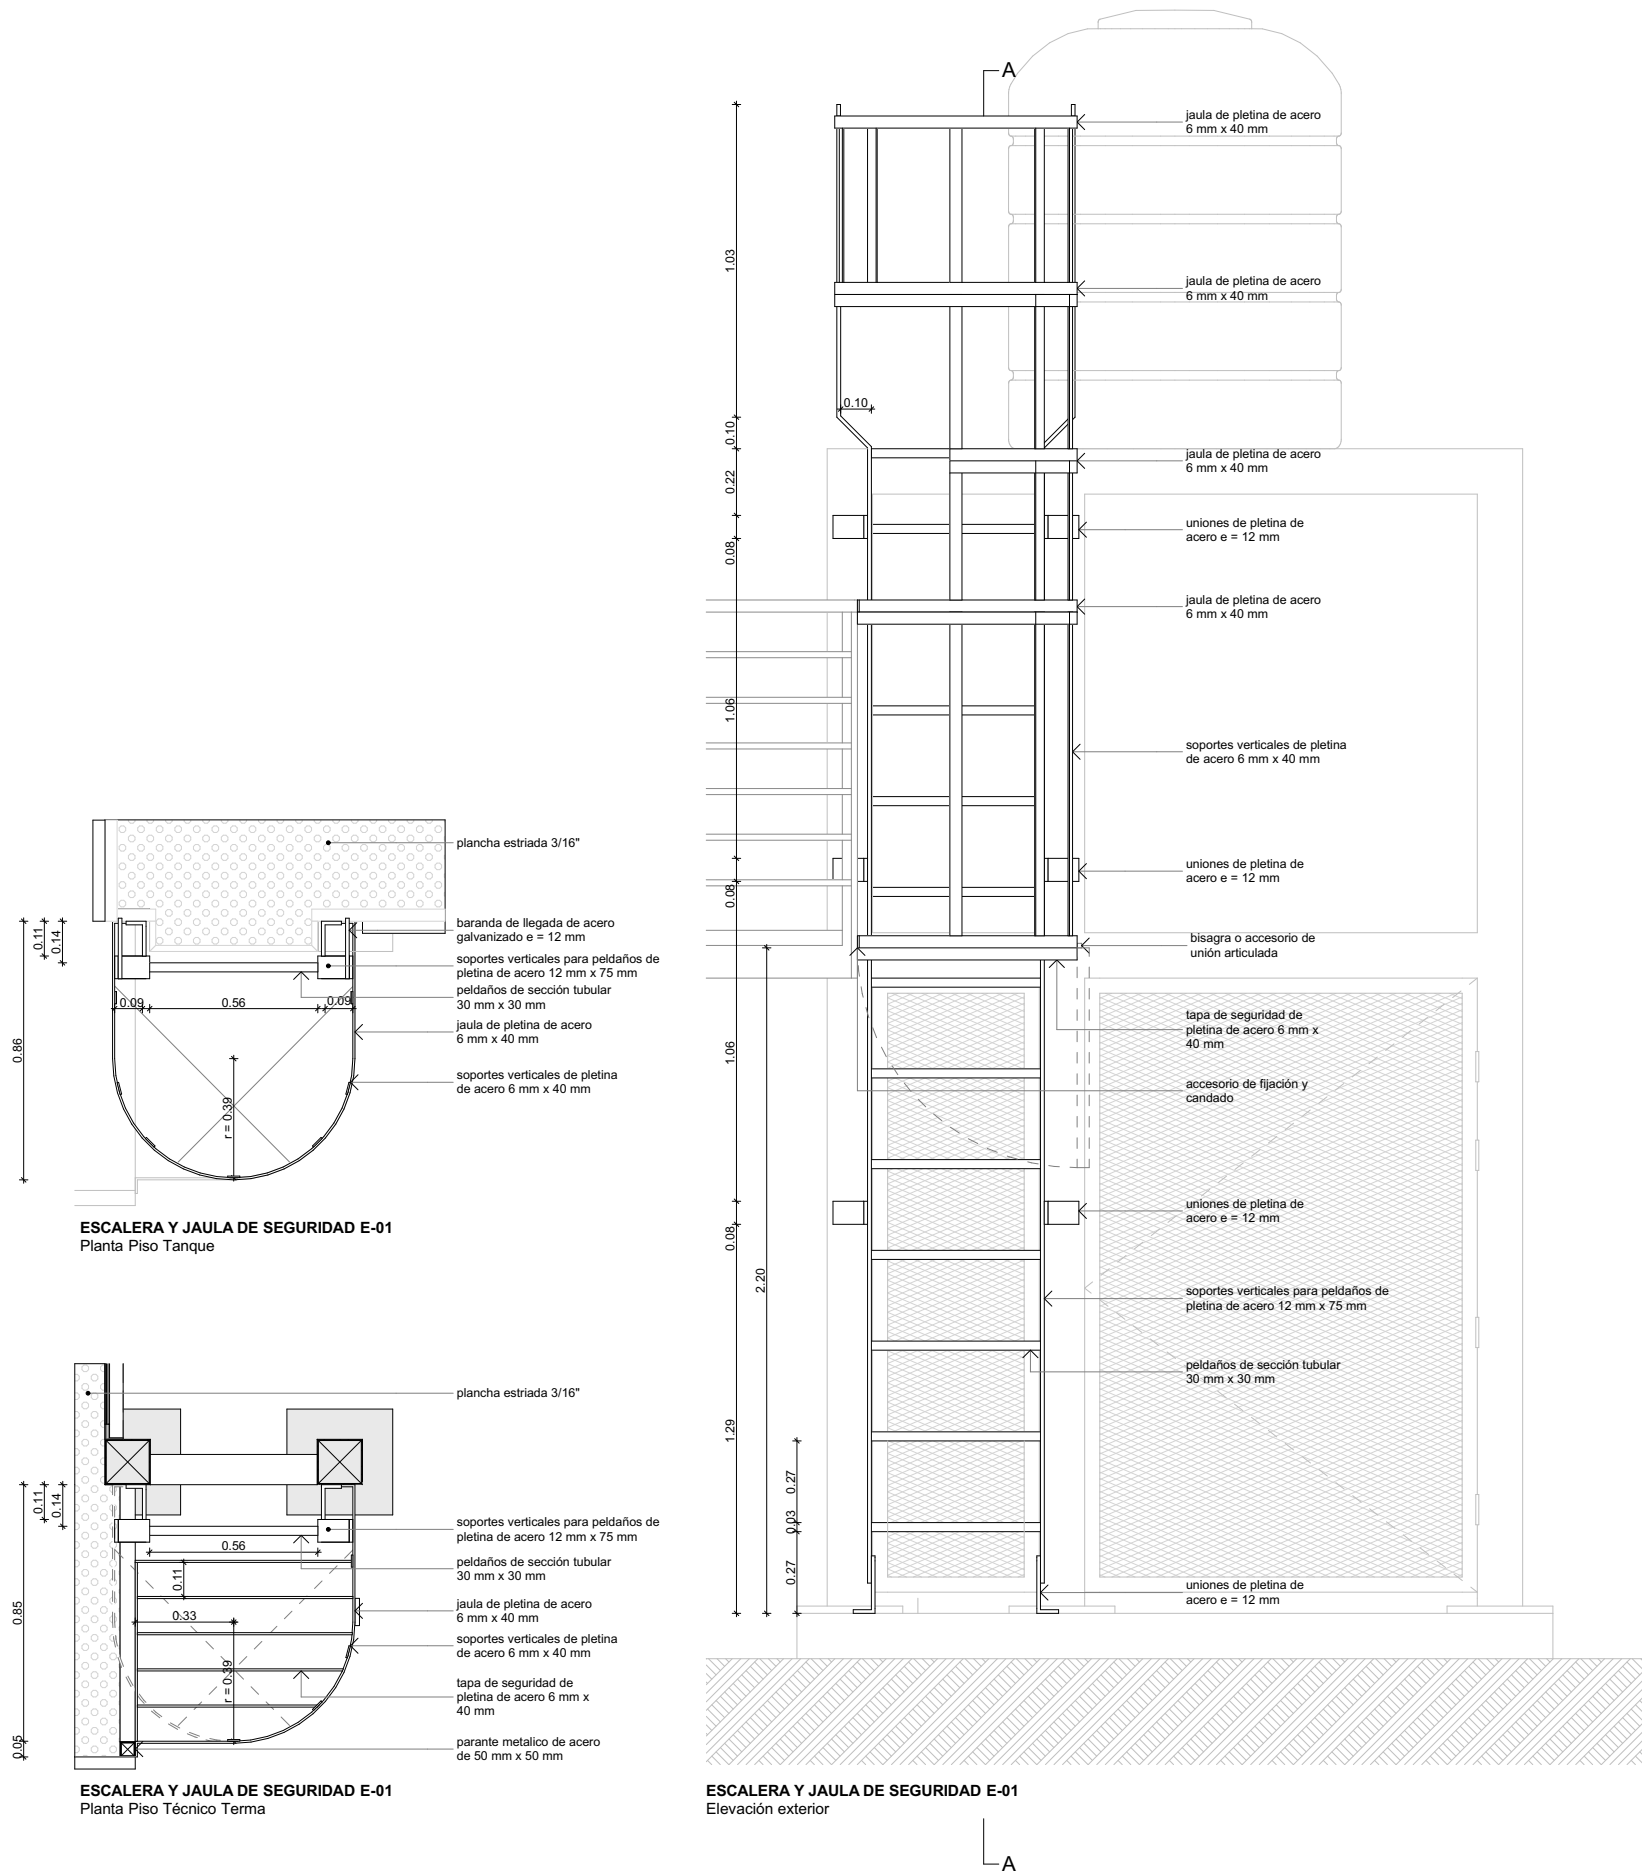 A
jaula de pletina de acero
6 mm x 40 mm
1.03
jaula de pletina de acero
6 mm x 40 mm
0.10
0.10
jaula de pletina de acero
6 mm x 40 mm
0.22
uniones de pletina de
acero e = 12 mm
0.08
jaula de pletina de acero
6 mm x 40 mm
1.06
soportes verticales de pletina
de acero 6 mm x 40 mm
uniones de pletina de
acero e = 12 mm
0.08
bisagra o accesorio de
unión articulada
tapa de seguridad de
pletina de acero 6 mm x
40 mm
1.06
accesorio de fijación y
candado
uniones de pletina de
acero e = 12 mm
0.08
2.20
soportes verticales para peldaños de
pletina de acero 12 mm x 75 mm
peldaños de sección tubular
30 mm x 30 mm
1.29
0.27
0.03
0.27
uniones de pletina de
acero e = 12 mm
ESCALERA Y JAULA DE SEGURIDAD E-01
Elevación exterior
A
plancha estriada 3/16"
baranda de llegada de acero
galvanizado e = 12 mm
0.11
0.14
soportes verticales para peldaños de
pletina de acero 12 mm x 75 mm
peldaños de sección tubular
30 mm x 30 mm
0.09
0.56
0.09
jaula de pletina de acero
6 mm x 40 mm
0.86
soportes verticales de pletina
de acero 6 mm x 40 mm
r = 0.39
ESCALERA Y JAULA DE SEGURIDAD E-01
Planta Piso Tanque
plancha estriada 3/16"
0.11
0.14
soportes verticales para peldaños de
pletina de acero 12 mm x 75 mm
0.56
peldaños de sección tubular
30 mm x 30 mm
0.11
jaula de pletina de acero
6 mm x 40 mm
0.85
0.33
soportes verticales de pletina
de acero 6 mm x 40 mm
r = 0.39
tapa de seguridad de
pletina de acero 6 mm x
40 mm
0.05
parante metalico de acero
de 50 mm x 50 mm
ESCALERA Y JAULA DE SEGURIDAD E-01
Planta Piso Técnico Terma